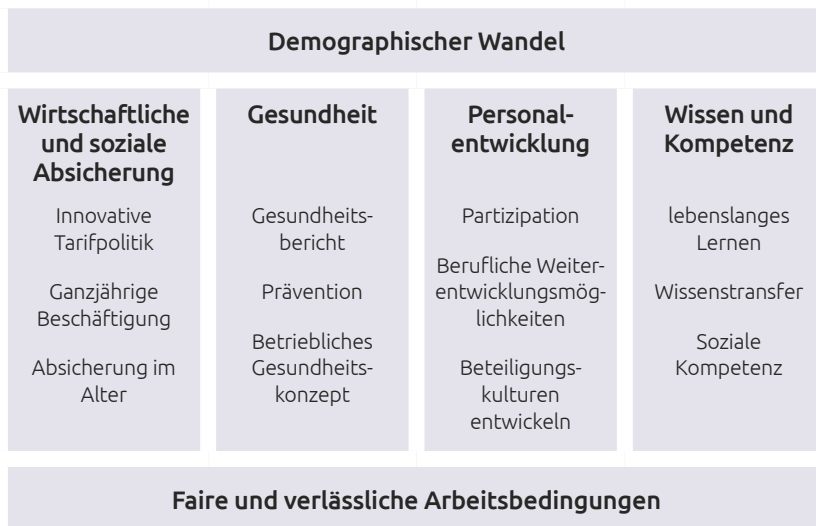 Demographischer Wandel
Wirtschaftliche
und soziale
Absicherung
Innovative
Tarifpolitik
Ganzjährige
Beschäftigung
Absicherung im
Alter
Gesundheit
Gesundheits-
bericht
Prävention
Betriebliches
Gesundheits-
konzept
Personal-
entwicklung
Partizipation
Berufliche Weiter-
entwicklungsmög-
lichkeiten
Beteiligungs-
kulturen
entwickeln
Wissen und
Kompetenz
lebenslanges
Lernen
Wissenstransfer
Soziale
Kompetenz
Faire und verlässliche Arbeitsbedingungen